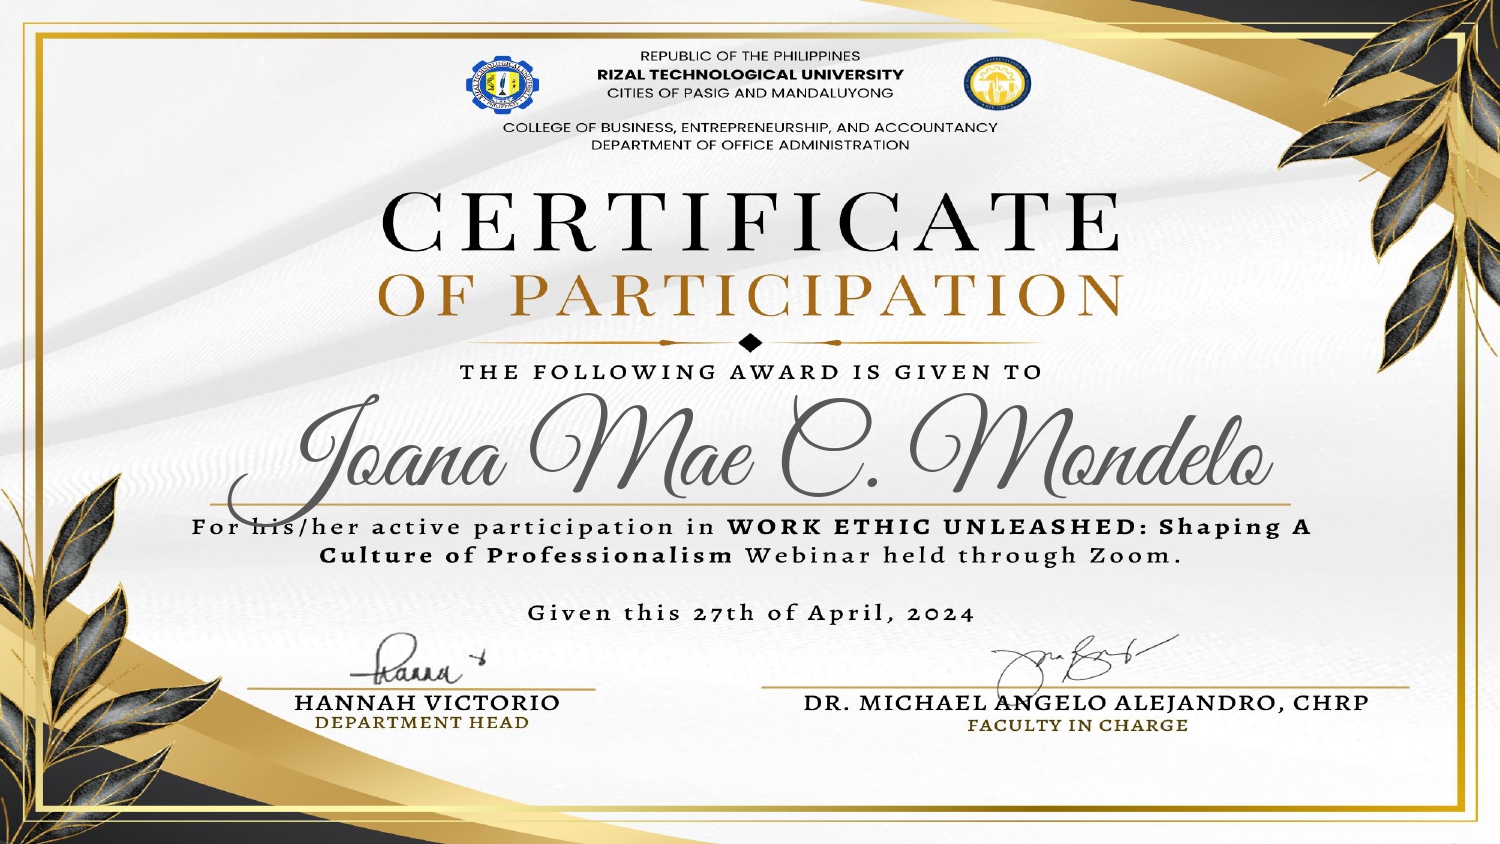 REPUBLIC OF THE PHILIPPINES
RIZAL TECHNOLOGICAL UNIVERSITY
CITIES OF PASIG AND MANDALUYONG
COLLEGE OF BUSINESS, ENTREPRENEURSHIP, AND ACCOUNTANCY
DEPARTMENT OF OFFICE ADMINISTRATION
CERTIFICATE
OF PARTICIPATION
THE FOLLOWING AWARD IS GIVEN TO
Joana Mae C. Mondelo
For his/her active participation in WORK ETHIC UNLEASHED: Shaping A
Culture of Professionalism Webinar held through Zoom.
Given this 27th of April, 2024
HANNAH VICTORIO
DEPARTMENT HEAD
DR. MICHAEL ANGELO ALEJANDRO, CHRP
FACULTY IN CHARGE